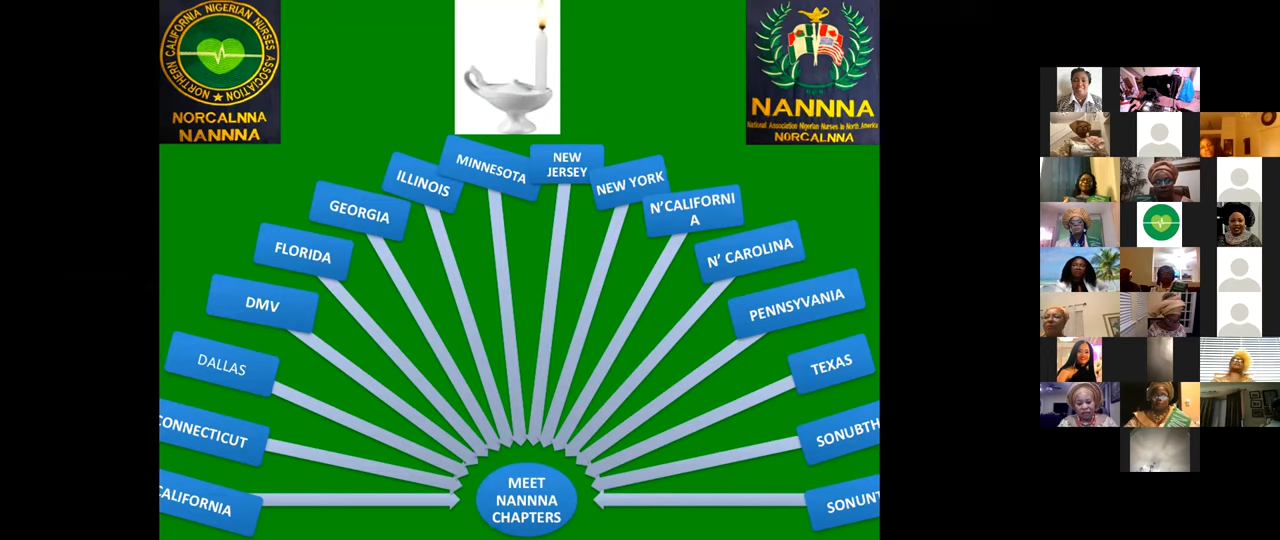 NORTHERN CALIFORNIA NIGERIAN NURSES ASSOCIATION
NORCALNNA
NANNNA
NANNNA
National Association Nigerian Nurses in North America
NORCALNNA
CALIFORNIA
CONNECTICUT
DALLAS
DMV
FLORIDA
GEORGIA
ILLINOIS
MINNESOTA
NEW
JERSEY
NEW YORK
N'CALIFORNI
A
N' CAROLINA
PENNSYVANIA
TEXAS
SONUBTH
SONUNT
MEET
NANNNA
CHAPTERS